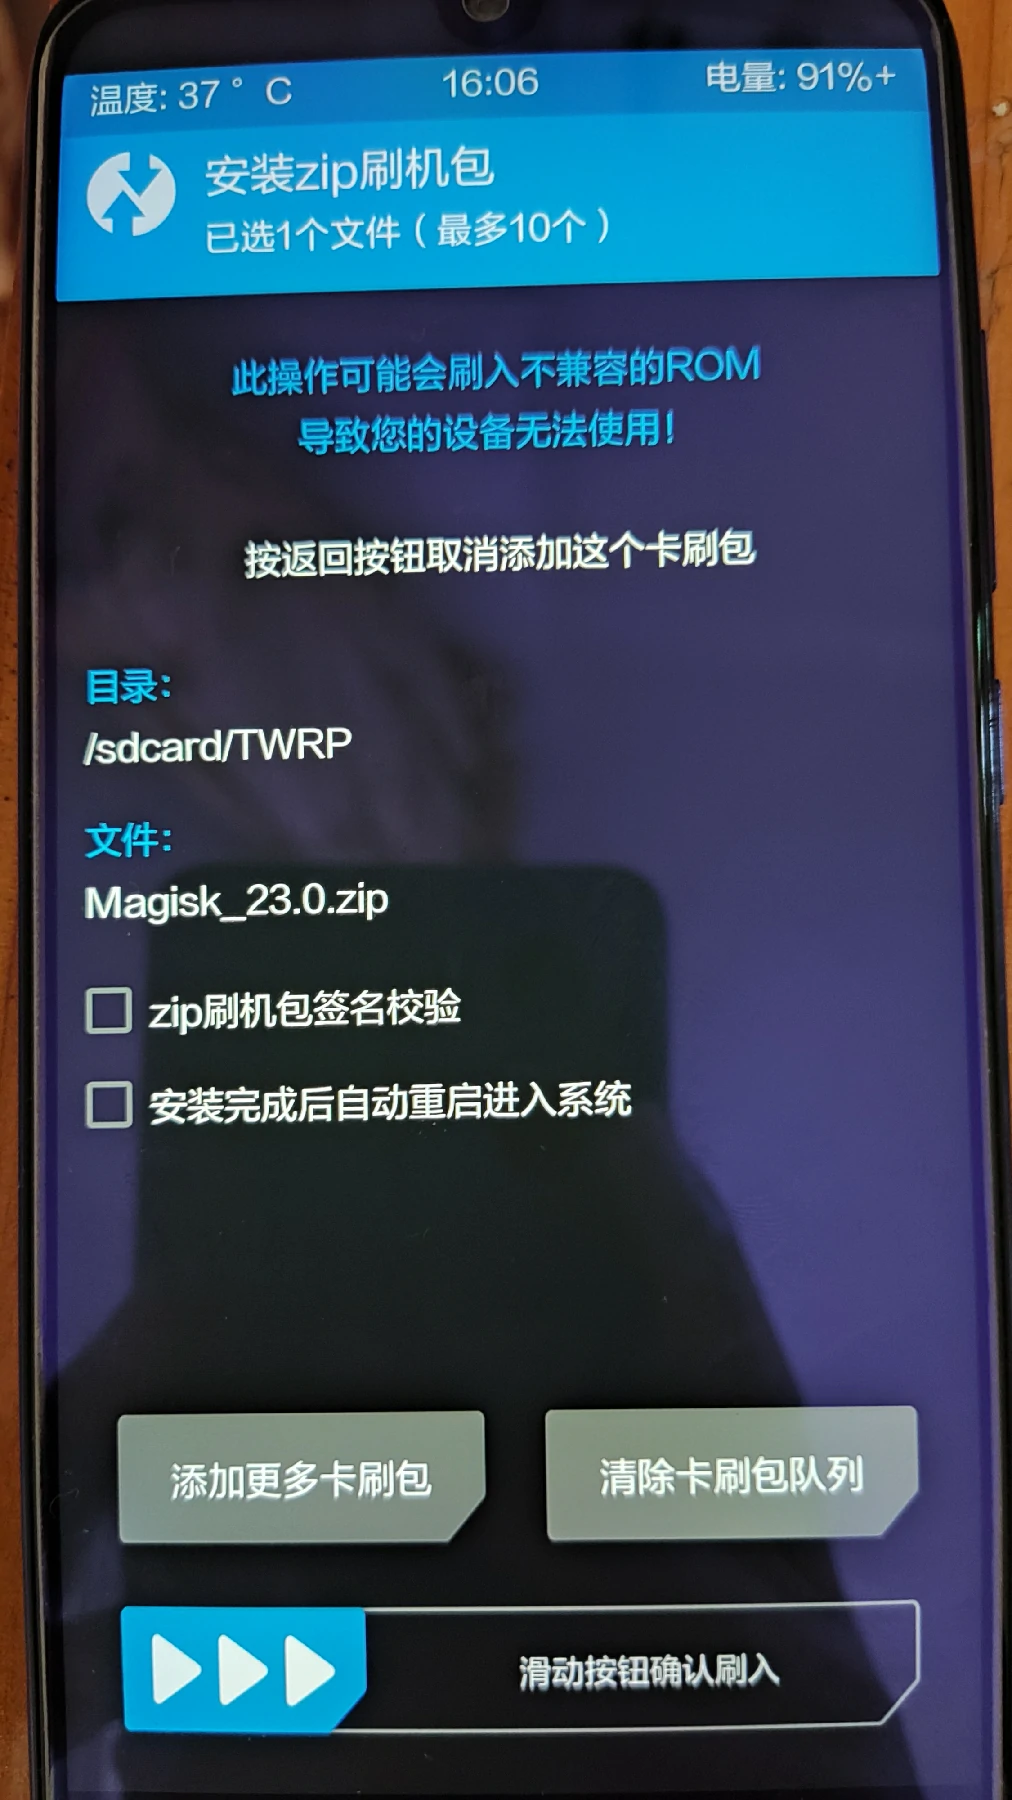 温度: 37 ° C
16:06
电量: 91%+
安装zip刷机包
已选1个文件（最多10个）
此操作可能会刷入不兼容的ROM
导致您的设备无法使用！
按返回按钮取消添加这个卡刷包
目录:
/sdcard/TWRP
文件:
Magisk_23.0.zip
zip刷机包签名校验
安装完成后自动重启进入系统
添加更多卡刷包
清除卡刷包队列
滑动按钮确认刷入